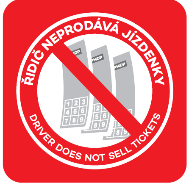 ŘIDIČ NEPRODÁVÁ JÍZDENKY
DRIVER DOES NOT SELL TICKETS